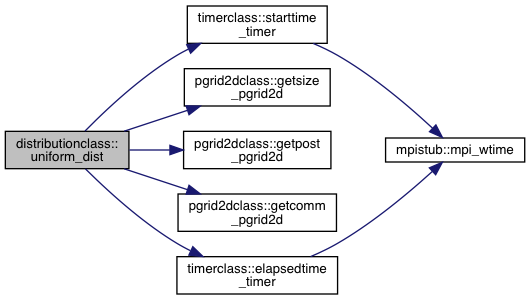 timerclass::starttime
_timer
pgrid2dclass::getsize
_pgrid2d
distributionclass::
uniform_dist
pgrid2dclass::getpost
_pgrid2d
mpistub::mpi_wtime
pgrid2dclass::getcomm
_pgrid2d
timerclass::elapsedtime
_timer